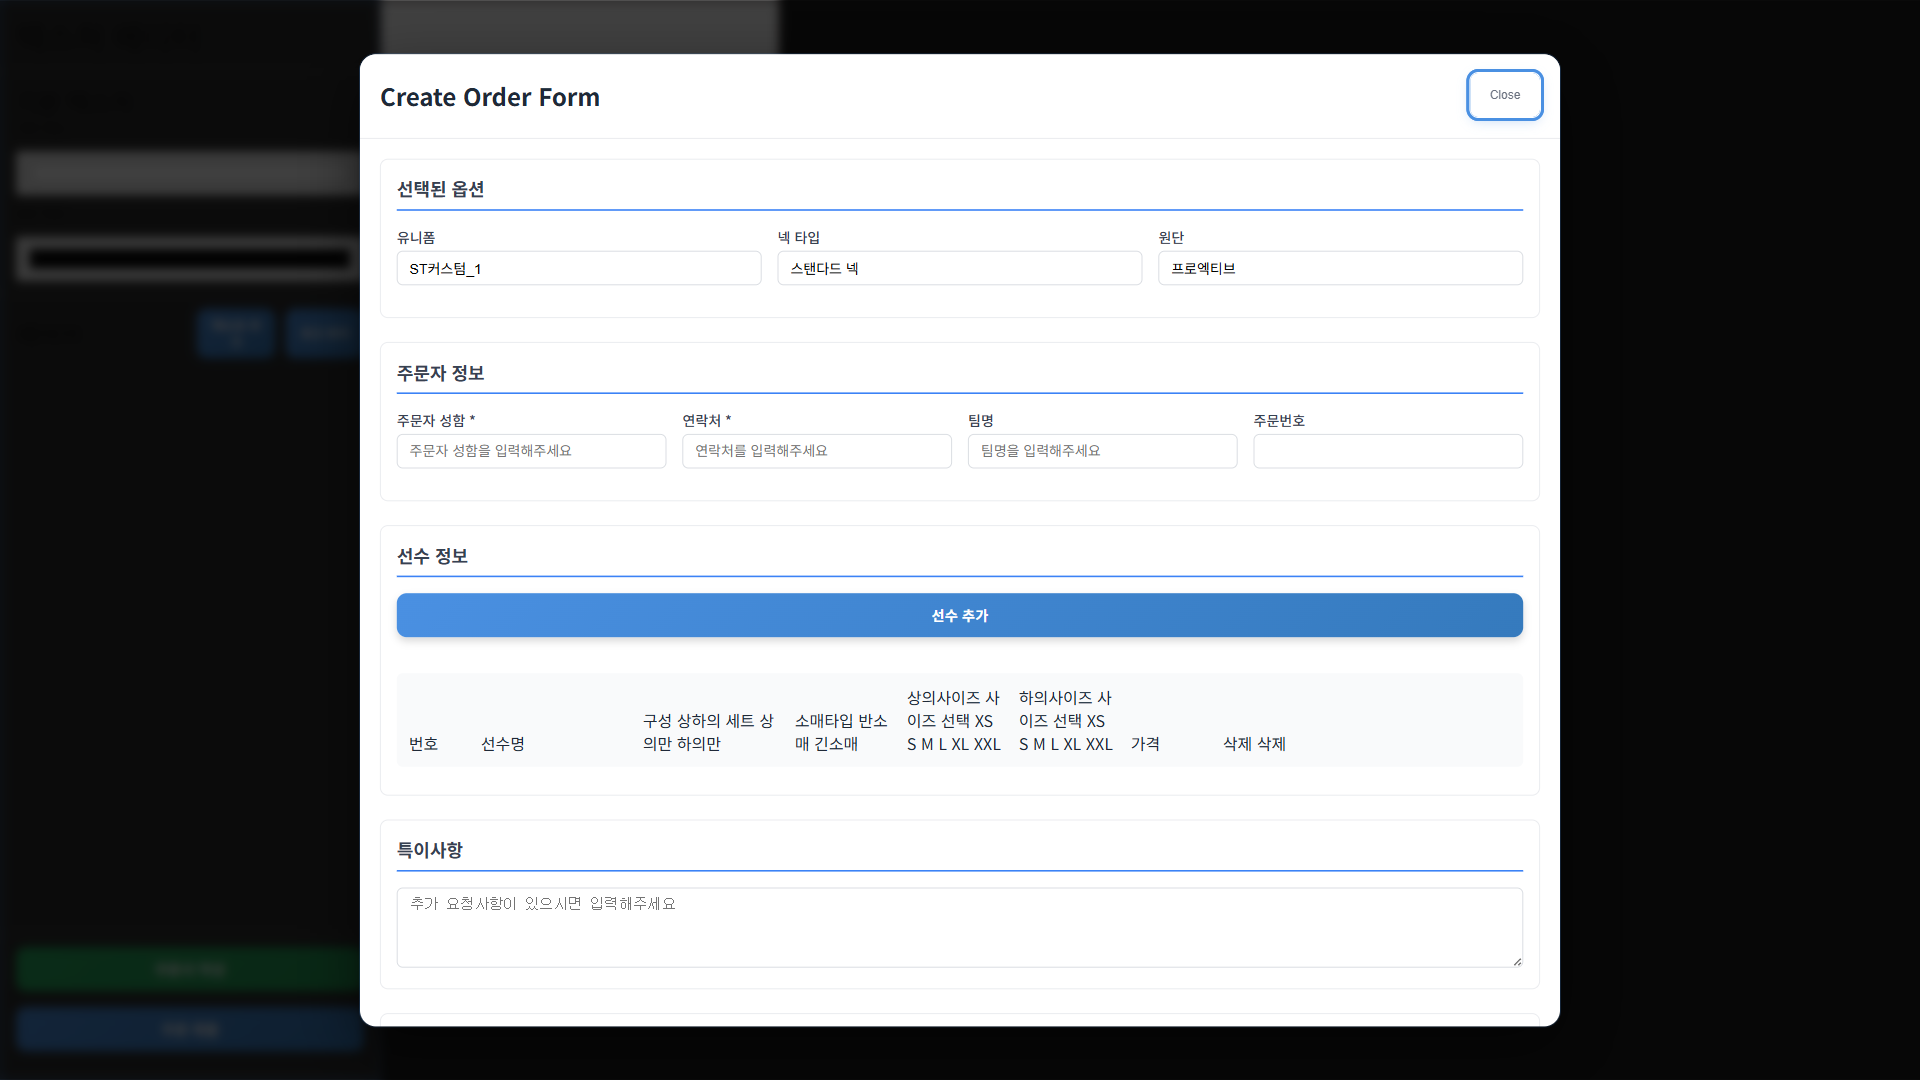 Create Order Form
Close
선택된 옵션
유니폼
넥 타입
원단
ST커스텀_1
스탠다드 넥
프로엑티브
주문자 정보
주문자 성함 *
연락처 *
팀명
주문번호
주문자 성함을 입력해주세요
연락처를 입력해주세요
팀명을 입력해주세요
선수 정보
선수 추가
번호
선수명
구성 상하의 세트 상
의만 하의만
소매타입 반소
매 긴소매
상의사이즈 사
이즈 선택 XS
S M L XL XXL
하의사이즈 사
이즈 선택 XS
S M L XL XXL
가격
삭제 삭제
특이사항
추가 요청사항이 있으시면 입력해주세요